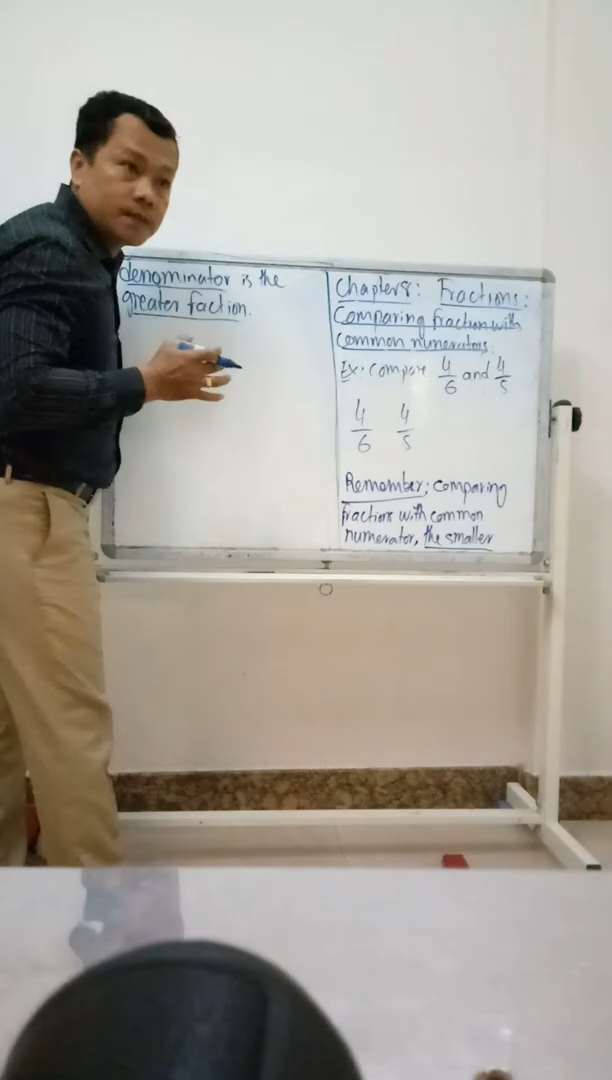 Chapter 8: Fractions:
Comparing fraction with
common numerators.
Ex: compare 4/6 and 4/5
4/6 4/5
Remember: comparing
fractions with common
numerator, the smaller
denominator is the
greater faction.